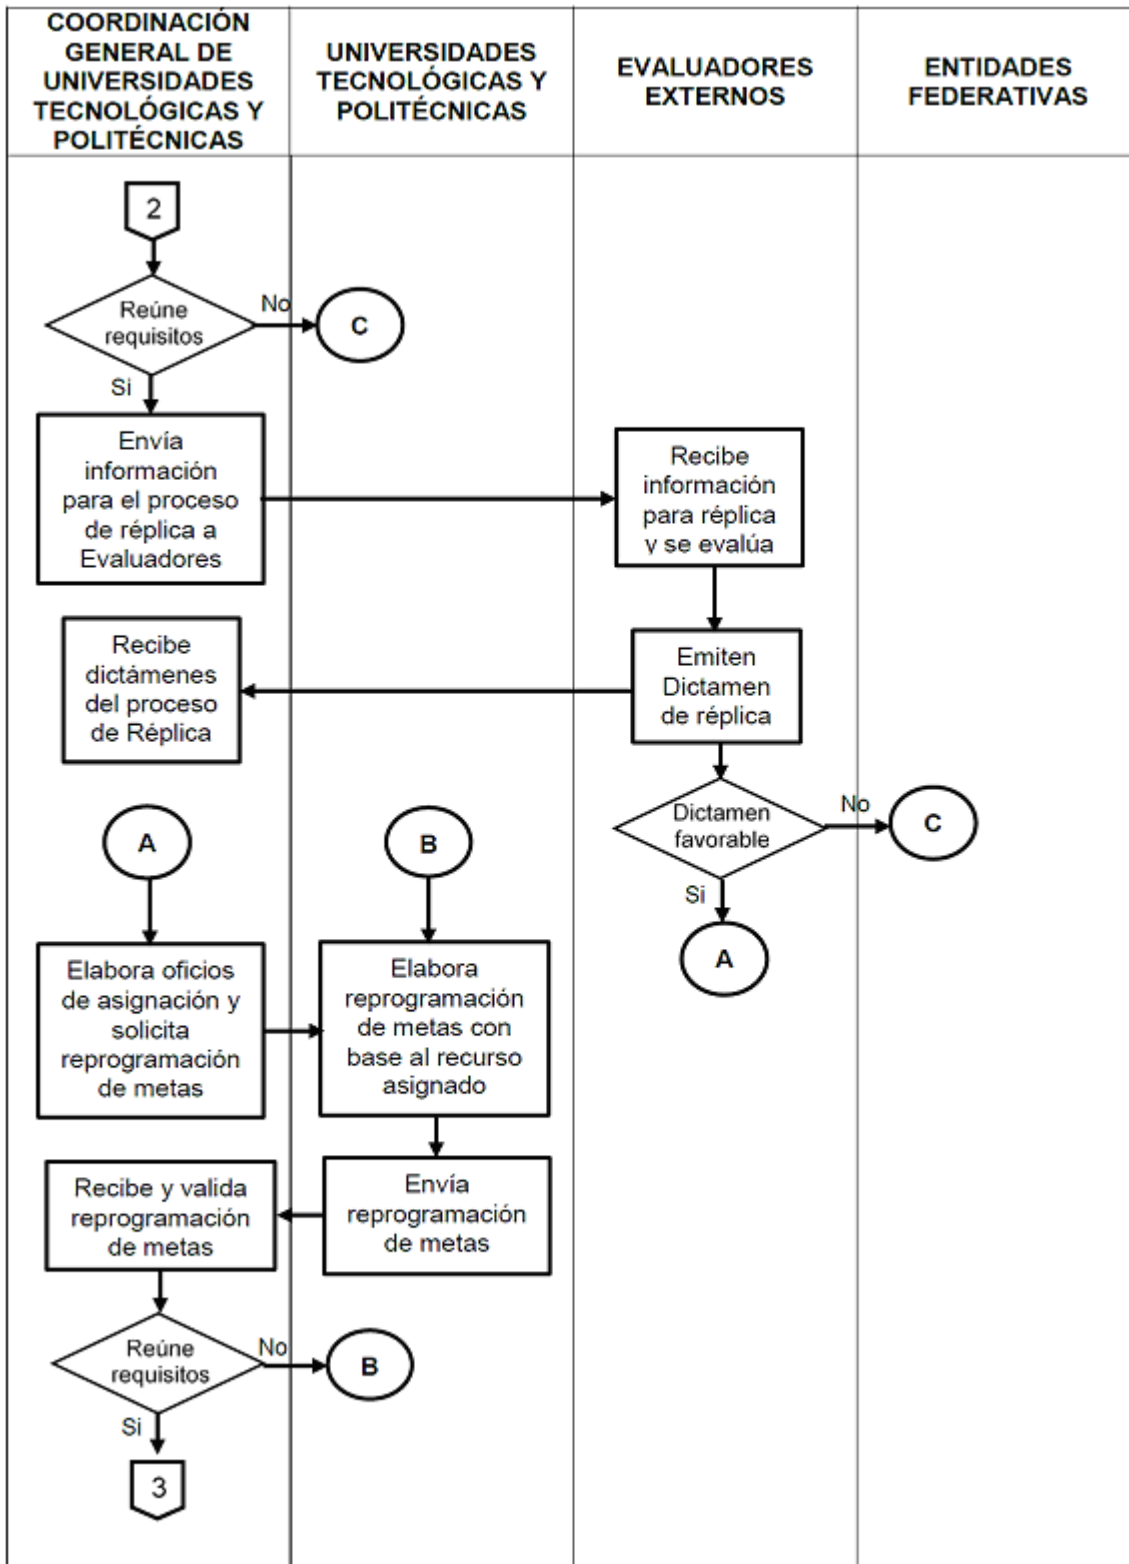 COORDINACIÓN
GENERAL DE
UNIVERSIDADES
TECNOLÓGICAS Y
POLITÉCNICAS
UNIVERSIDADES
TECNOLÓGICAS Y
POLITÉCNICAS
EVALUADORES
EXTERNOS
ENTIDADES
FEDERATIVAS
2
Reúne
requisitos
No
C
Si
Envía
información
para el proceso
de réplica a
Evaluadores
Recibe
información
para réplica
y se evalúa
Recibe
dictámenes
del proceso
de Réplica
Emiten
Dictamen
de réplica
Dictamen
favorable
No
C
Si
A
A
B
Elabora oficios
de asignación y
solicita
reprogramación
de metas
Elabora
reprogramación
de metas con
base al recurso
asignado
Recibe y valida
reprogramación
de metas
Envía
reprogramación
de metas
Reúne
requisitos
No
B
Si
3